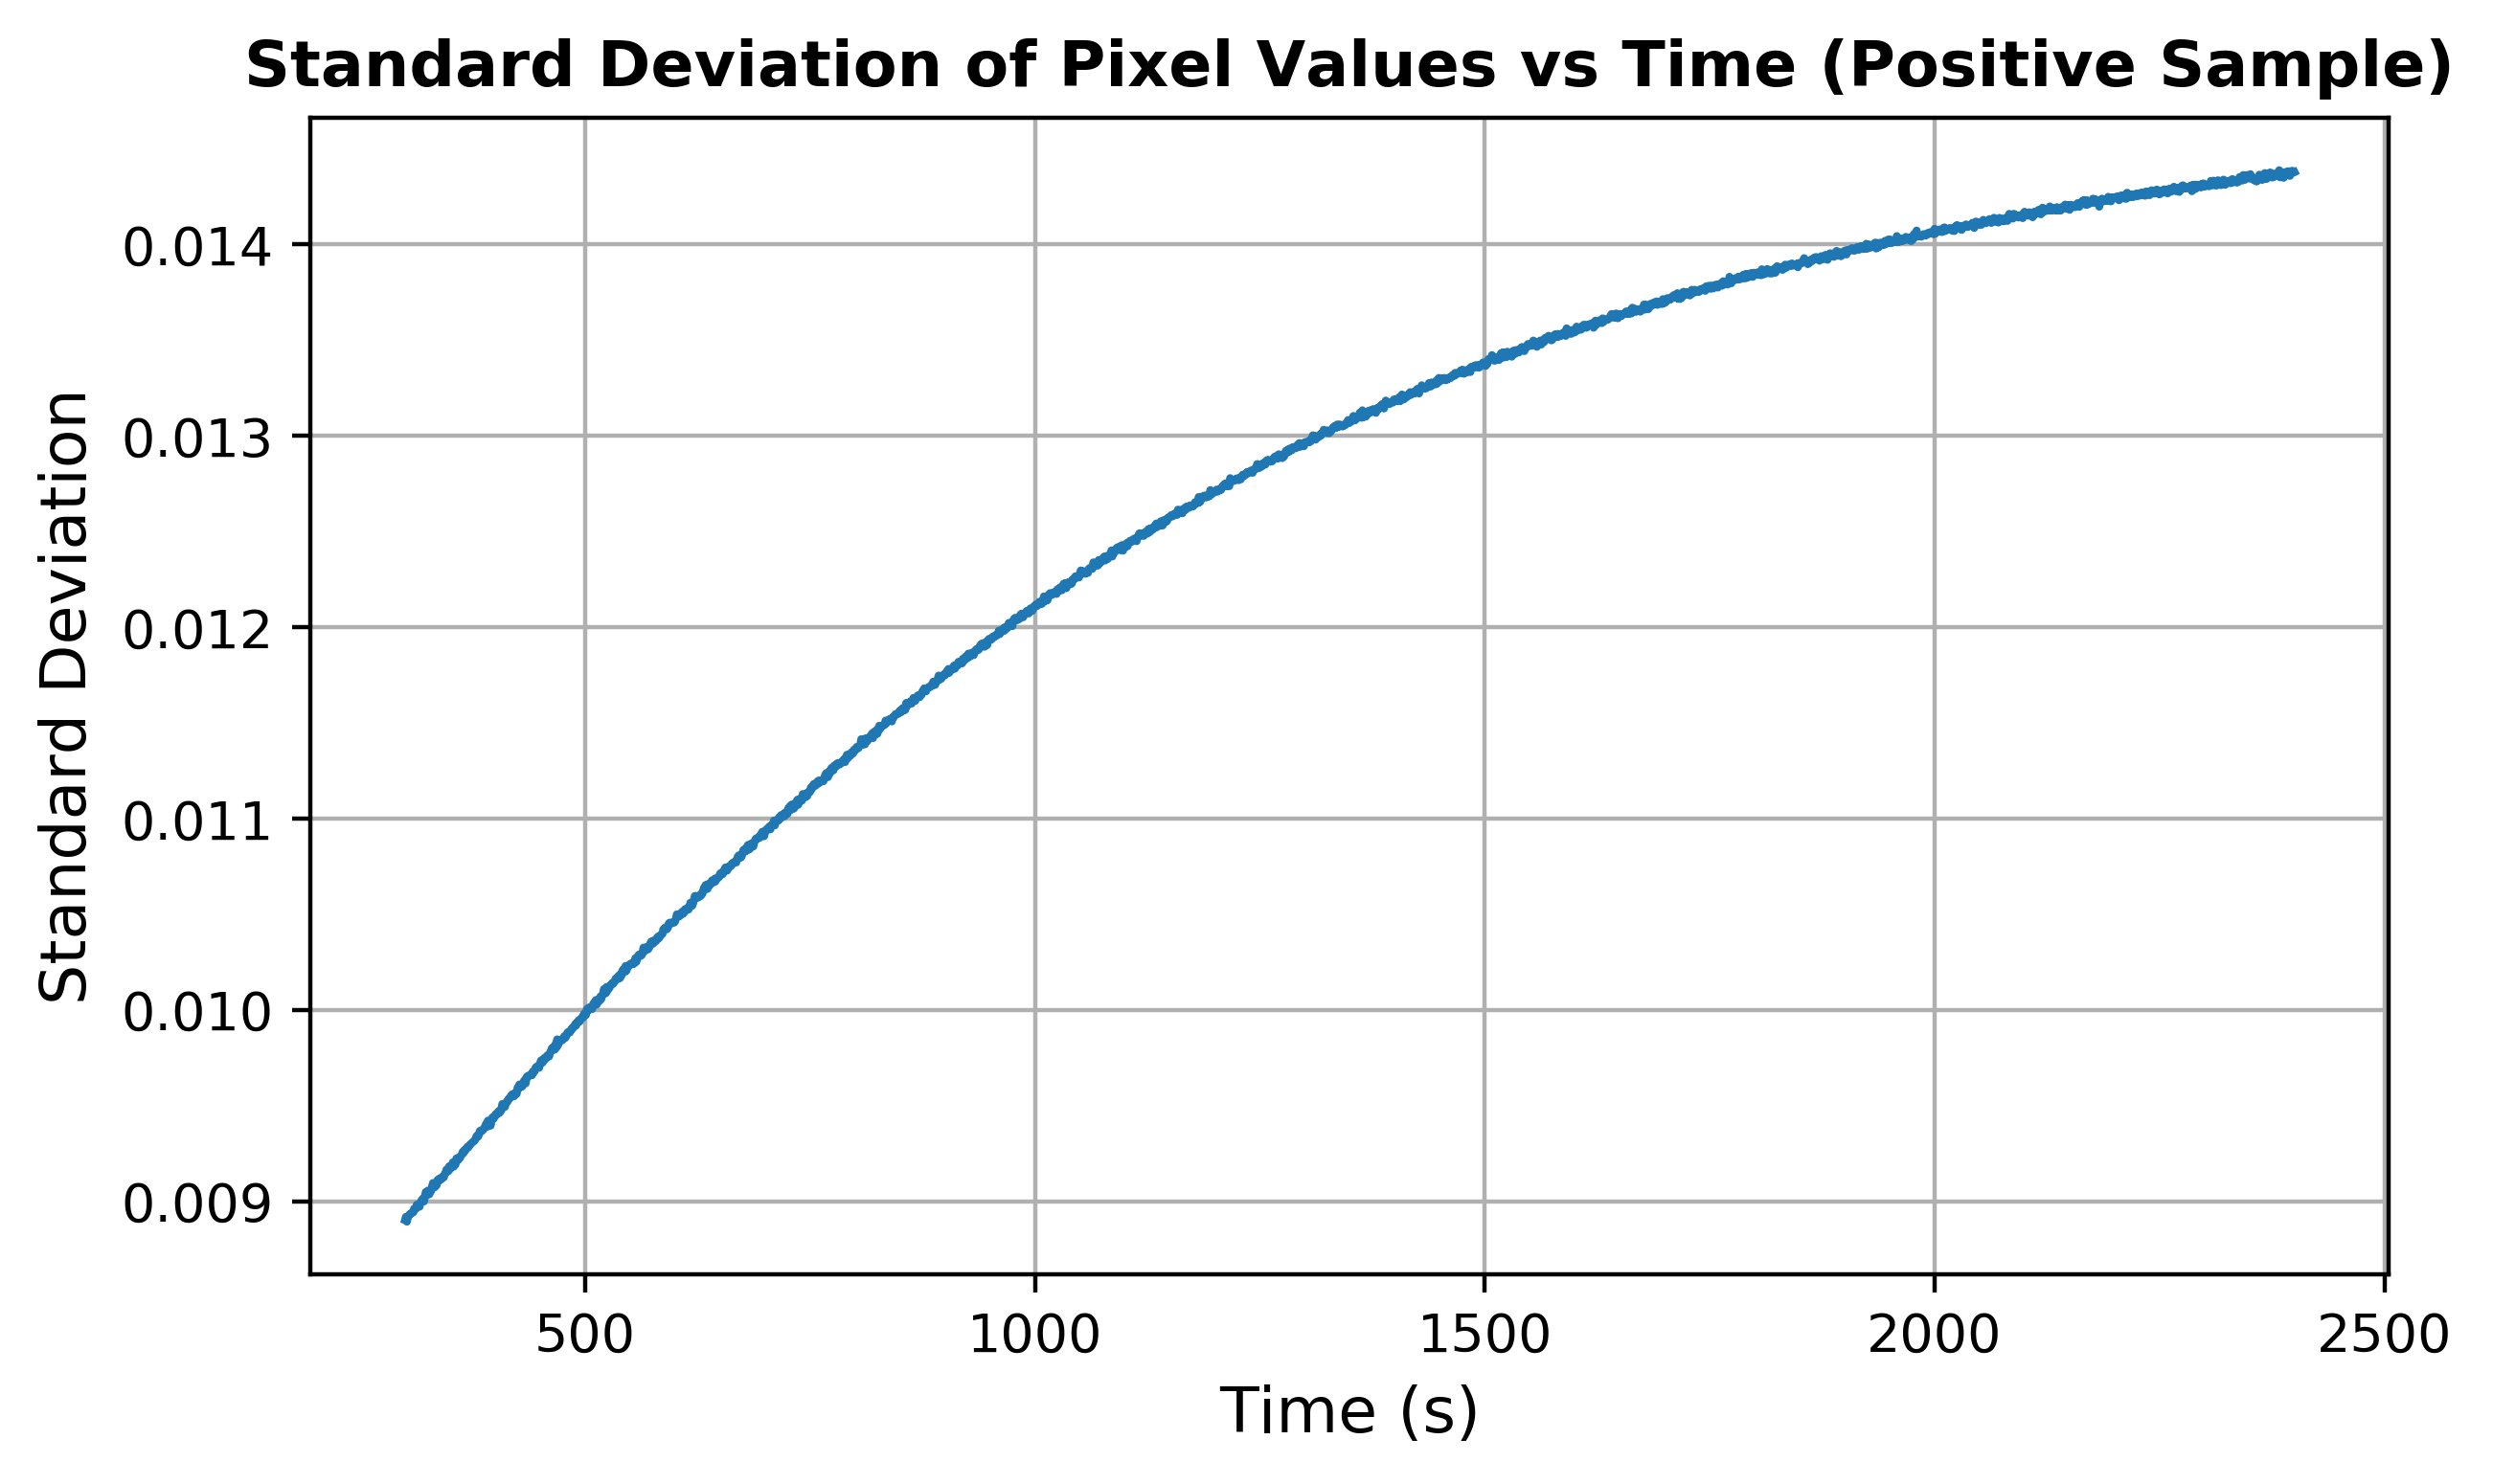 Standard Deviation of Pixel Values vs Time (Positive Sample)
Standard Deviation
0.014
0.013
0.012
0.011
0.010
0.009
500 1000 1500 2000 2500
Time (s)